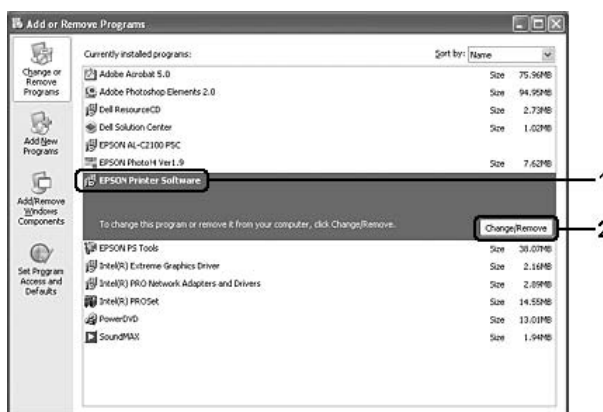 Add or Remove Programs
Change or
Remove
Programs
Add New
Programs
Add/Remove
Windows
Components
Set Program
Access and
Defaults
Currently installed programs:
Sort by: Name
Adobe Acrobat 5.0 Size 75.96MB
Adobe Photoshop Elements 2.0 Size 94.95MB
Dell ResourceCD Size 2.73MB
Dell Solution Center Size 1.02MB
EPSON AL-C2100 PSC
EPSON Photo!4 Ver1.9 Size 7.62MB
EPSON Printer Software 1
To change this program or remove it from your computer, click Change/Remove. Change/Remove 2
EPSON PS Tools Size 38.07MB
Intel(R) Extreme Graphics Driver Size 2.16MB
Intel(R) PRO Network Adapters and Drivers Size 2.89MB
Intel(R) PROSet Size 14.55MB
PowerDVD Size 13.01MB
SoundMAX Size 1.94MB